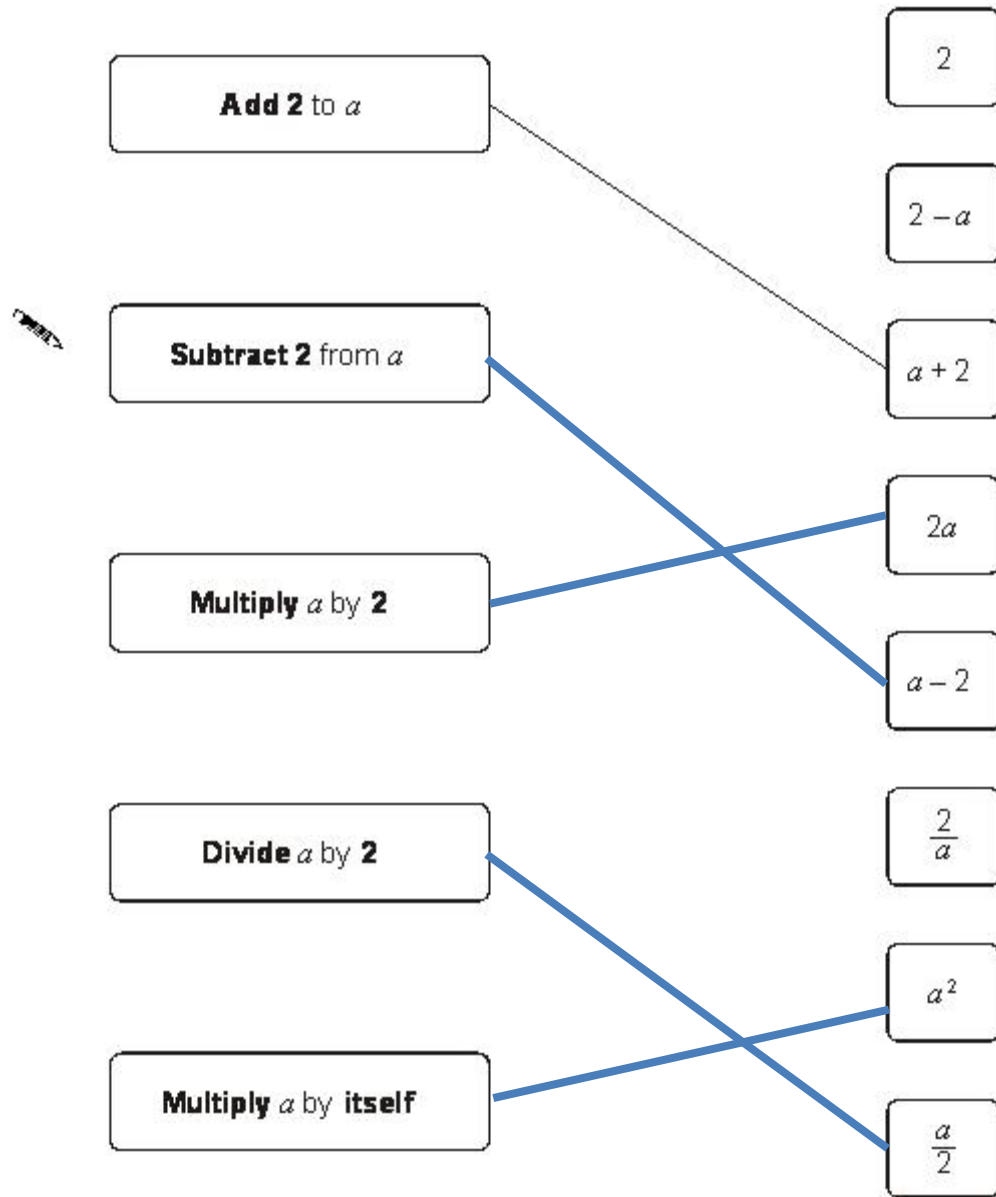 Add 2 to a
Subtract 2 from a
Multiply a by 2
Divide a by 2
Multiply a by itself
2
2 – a
a + 2
2a
a – 2
2/a
a²
a/2